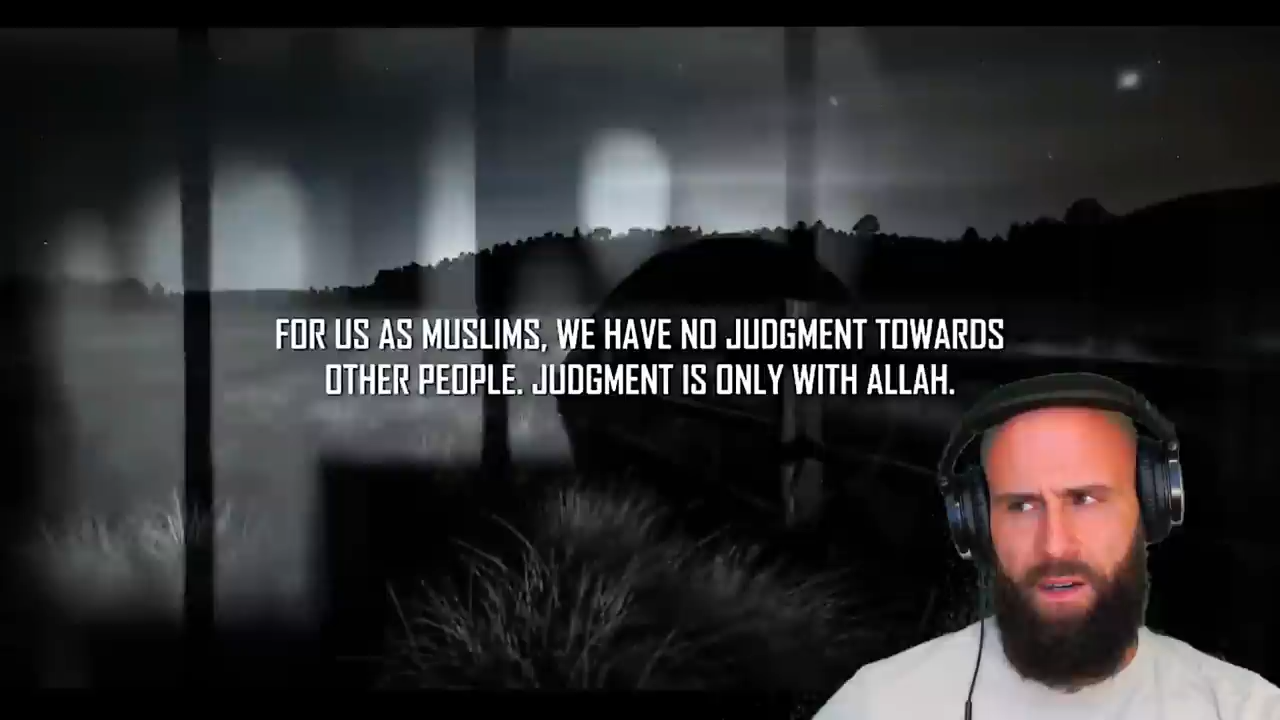 FOR US AS MUSLIMS, WE HAVE NO JUDGMENT TOWARDS
OTHER PEOPLE. JUDGMENT IS ONLY WITH ALLAH.